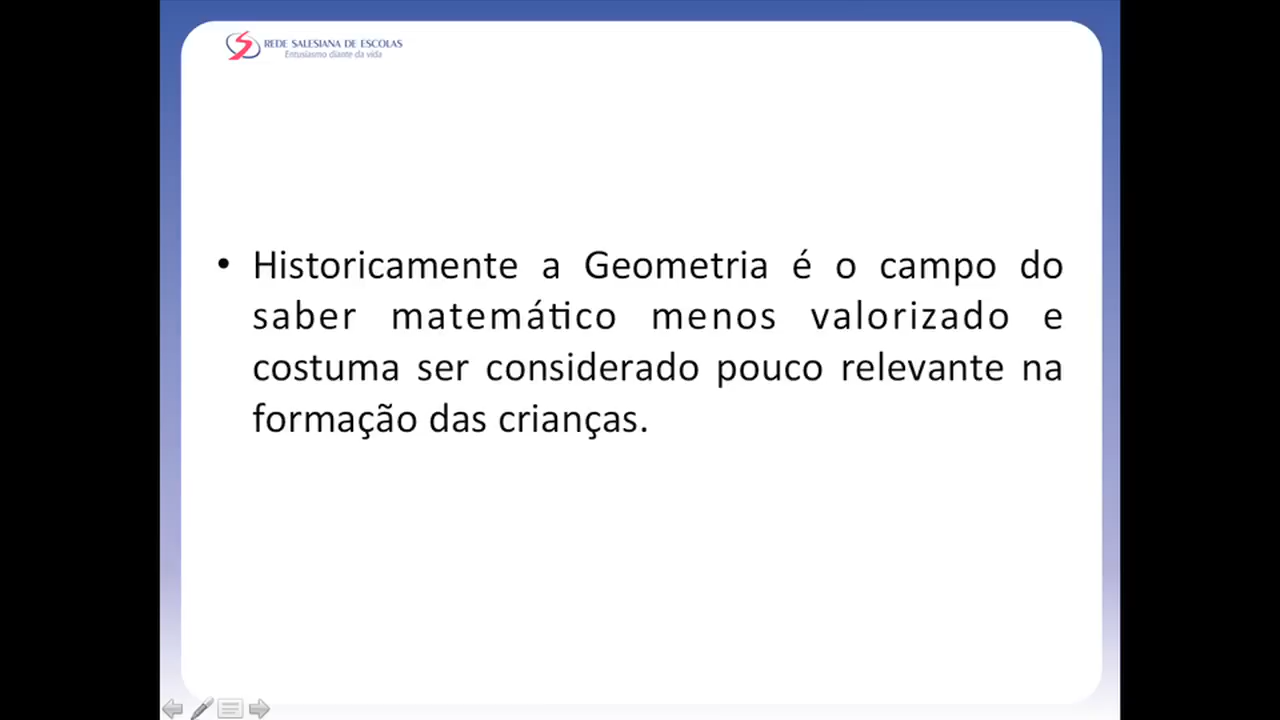 REDE SALESIANA DE ESCOLAS
Entusiasmo diante da vida
• Historicamente a Geometria é o campo do
saber matemático menos valorizado e
costuma ser considerado pouco relevante na
formação das crianças.